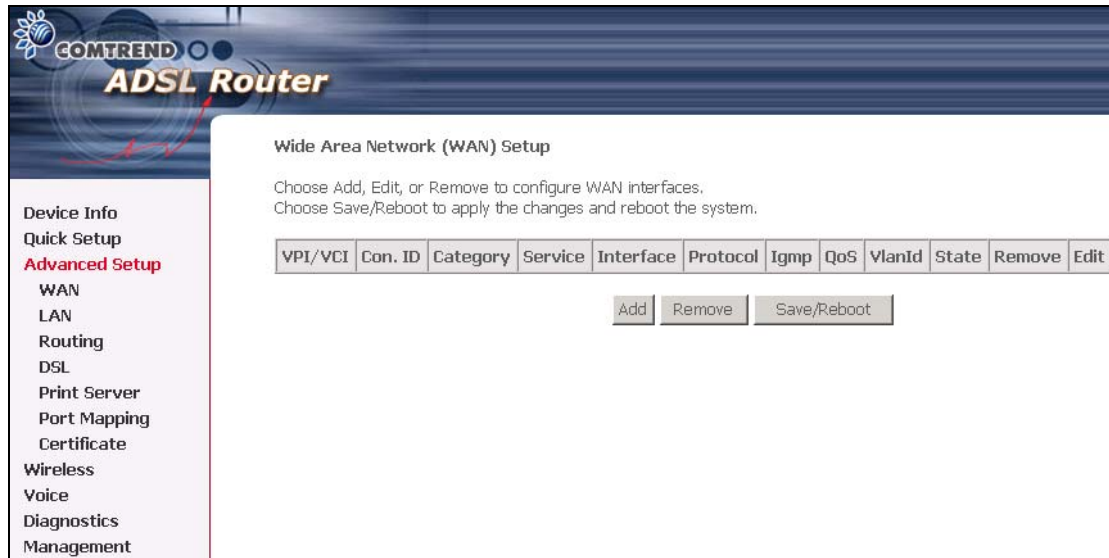 COMTREND
ADSL Router
Device Info
Quick Setup
Advanced Setup
WAN
LAN
Routing
DSL
Print Server
Port Mapping
Certificate
Wireless
Voice
Diagnostics
Management
Wide Area Network (WAN) Setup
Choose Add, Edit, or Remove to configure WAN interfaces.
Choose Save/Reboot to apply the changes and reboot the system.
VPI/VCI Con. ID Category Service Interface Protocol Igmp QoS VlanId State Remove Edit
Add Remove Save/Reboot